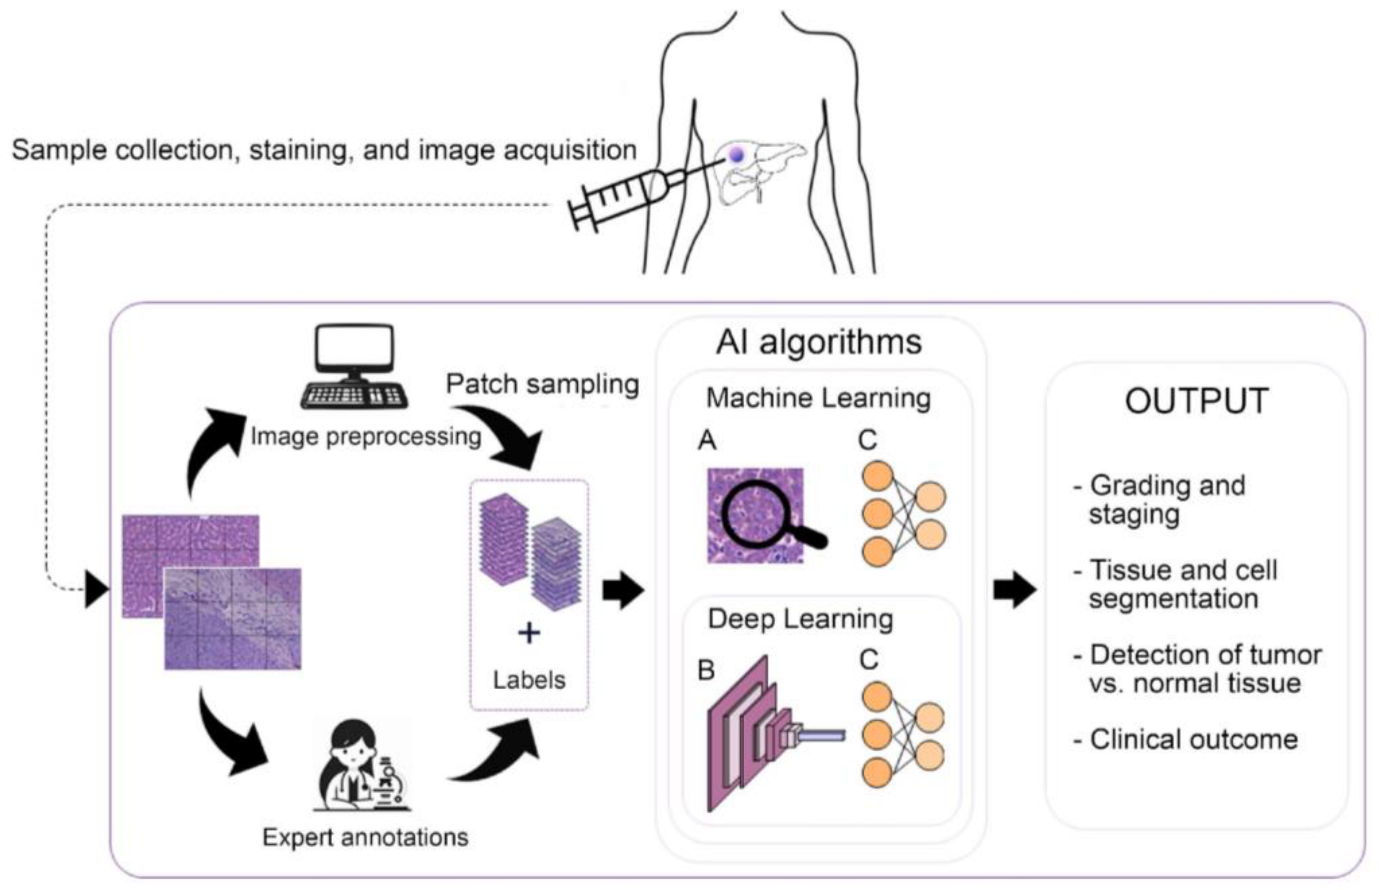 Sample collection, staining, and image acquisition
Image preprocessing
Patch sampling
+
Labels
Expert annotations
AI algorithms
Machine Learning
A
C
Deep Learning
B
C
OUTPUT
- Grading and
staging
- Tissue and cell
segmentation
- Detection of tumor
vs. normal tissue
- Clinical outcome